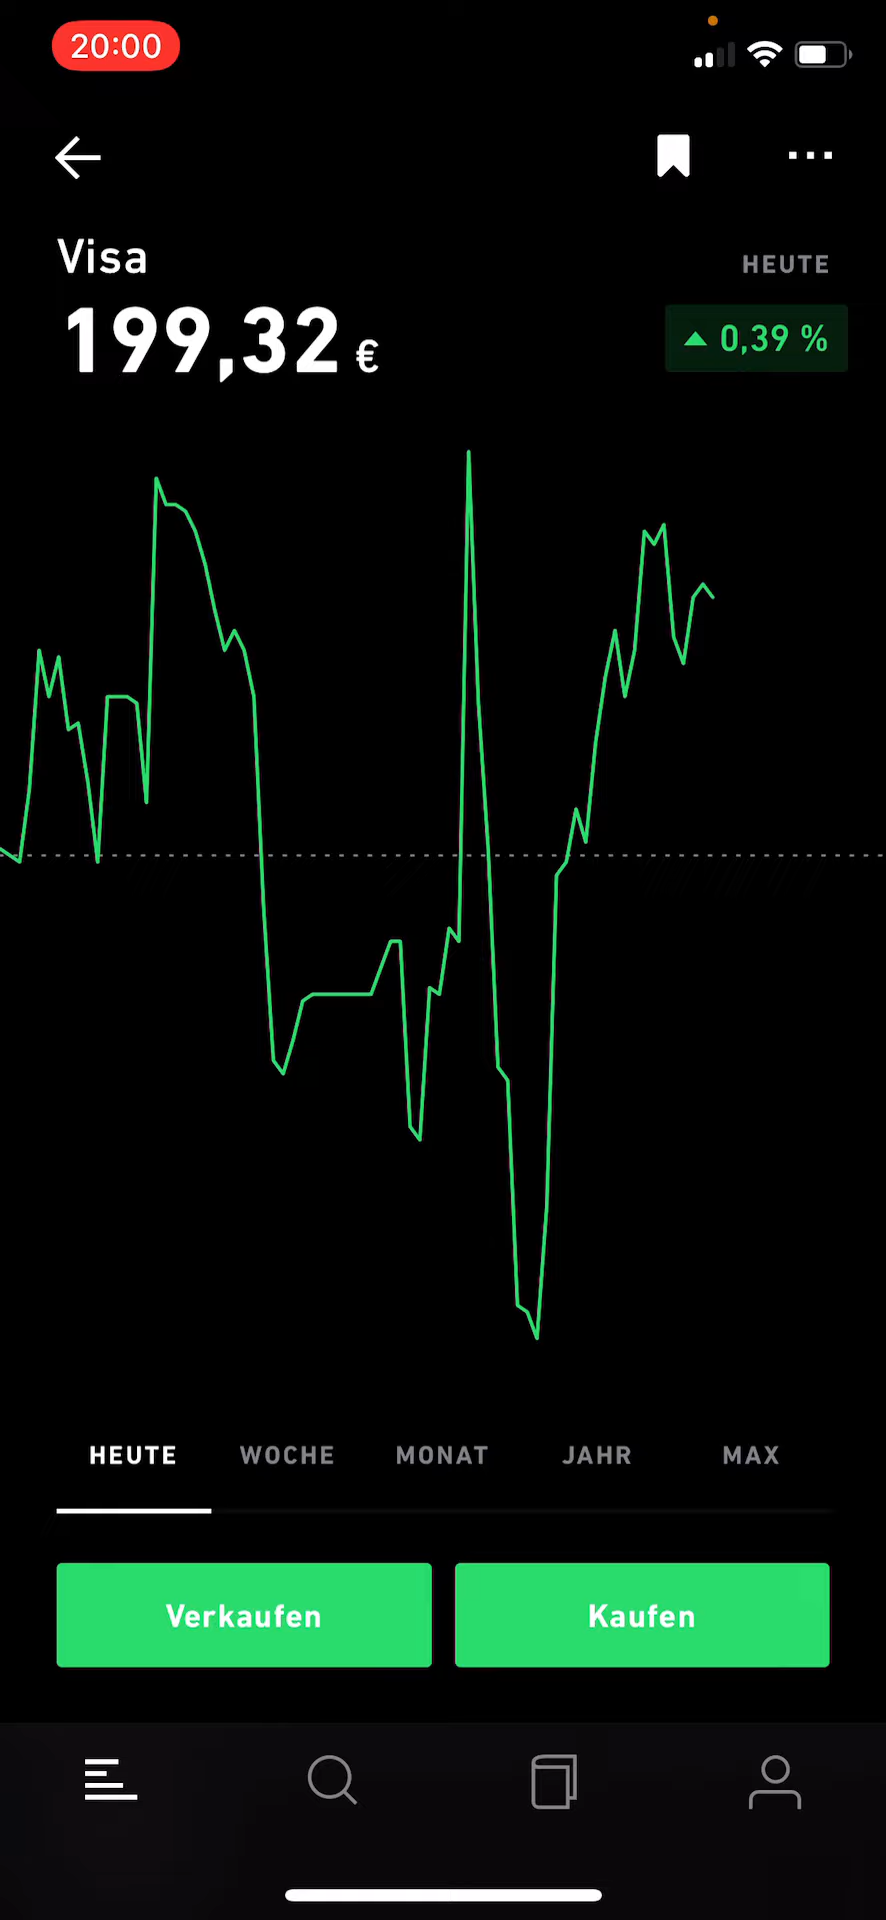 20:00
Visa
HEUTE
199,32 €
0,39 %
HEUTE WOCHE MONAT JAHR MAX
Verkaufen Kaufen